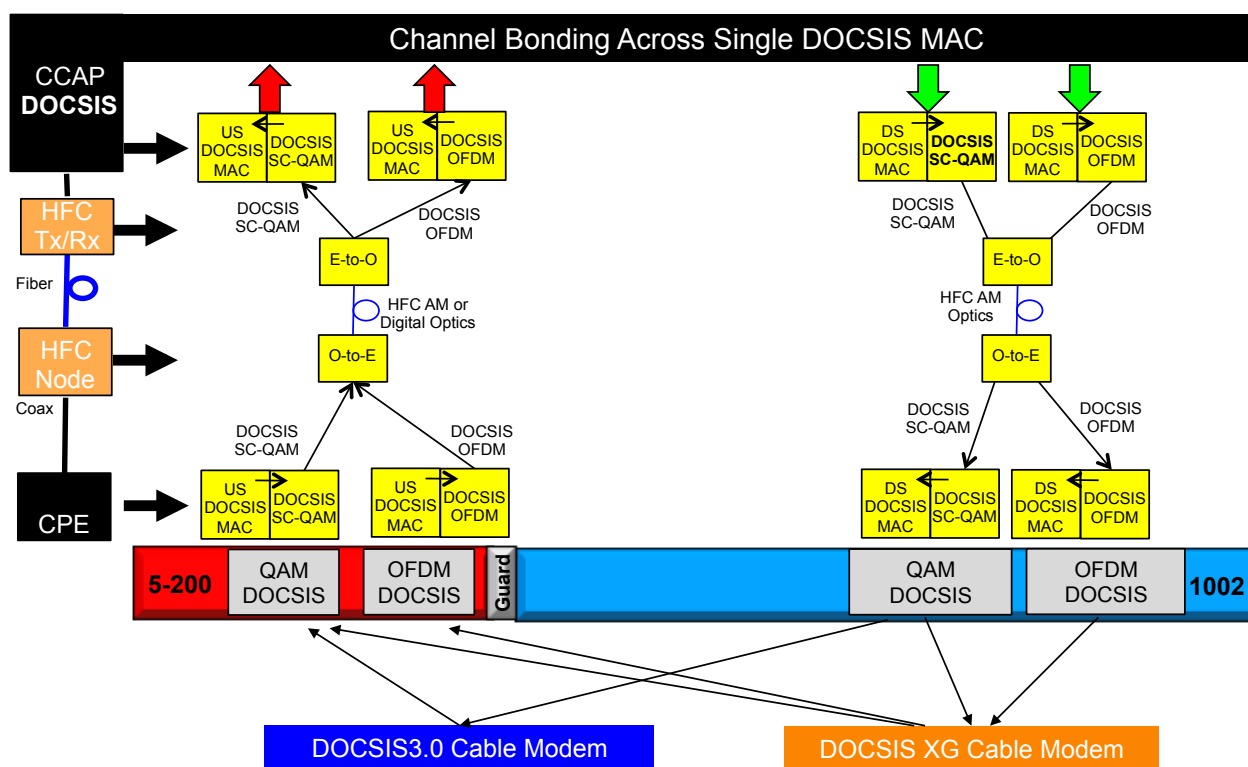 Channel Bonding Across Single DOCSIS MAC
CCAP
DOCSIS
HFC
Tx/Rx
Fiber
HFC
Node
Coax
CPE
US
DOCSIS
MAC
DOCSIS
SC-QAM
US
DOCSIS
MAC
DOCSIS
OFDM
DS
DOCSIS
MAC
DOCSIS
SC-QAM
DS
DOCSIS
MAC
DOCSIS
OFDM
DOCSIS
SC-QAM
DOCSIS
OFDM
DOCSIS
SC-QAM
DOCSIS
OFDM
E-to-O
E-to-O
HFC AM or
Digital Optics
HFC AM
Optics
O-to-E
O-to-E
DOCSIS
SC-QAM
DOCSIS
OFDM
DOCSIS
SC-QAM
DOCSIS
OFDM
US
DOCSIS
MAC
DOCSIS
SC-QAM
US
DOCSIS
MAC
DOCSIS
OFDM
DS
DOCSIS
MAC
DOCSIS
SC-QAM
DS
DOCSIS
MAC
DOCSIS
OFDM
5-200
QAM
DOCSIS
OFDM
DOCSIS
Guard
QAM
DOCSIS
OFDM
DOCSIS
1002
DOCSIS3.0 Cable Modem
DOCSIS XG Cable Modem